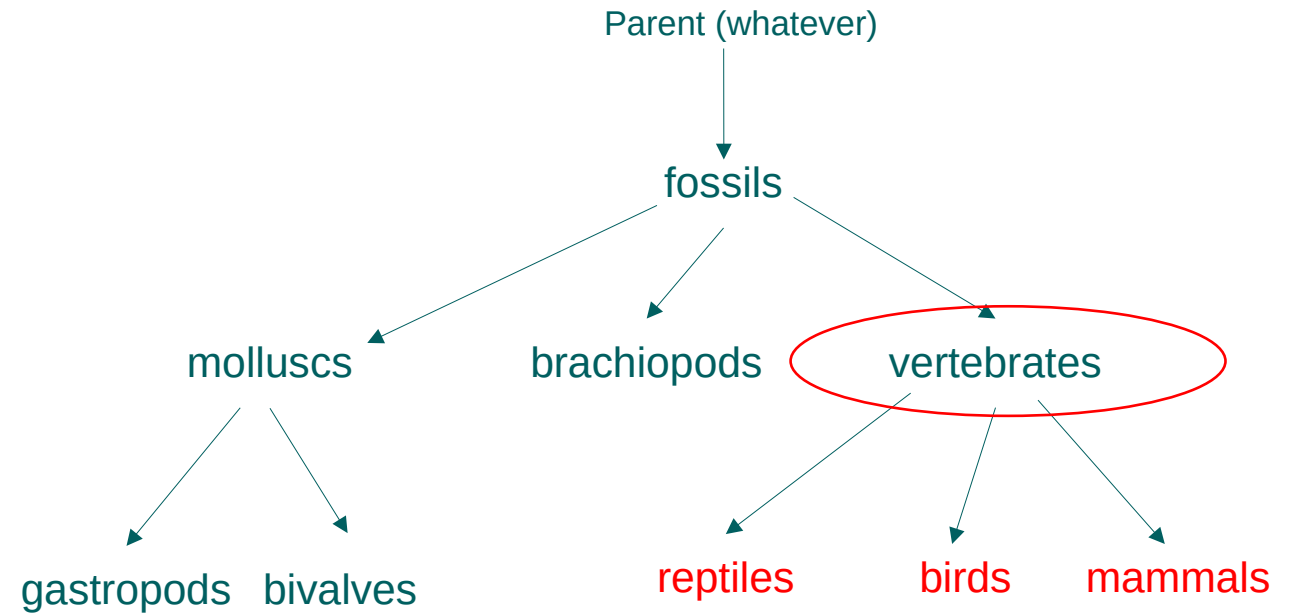 Parent (whatever)
fossils
molluscs
brachiopods
vertebrates
gastropods
bivalves
reptiles
birds
mammals